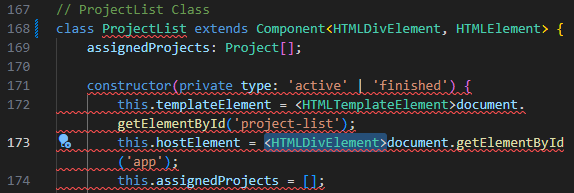 167 // ProjectList Class
168 class ProjectList extends Component<HTMLDivElement, HTMLElement> {
169 assignedProjects: Project[];
170
171 constructor(private type: 'active' | 'finished') {
172 this.templateElement = <HTMLTemplateElement>document.
getElementById('project-list');
173 this.hostElement = <HTMLDivElement>document.getElementById
('app');
174 this.assignedProjects = [];